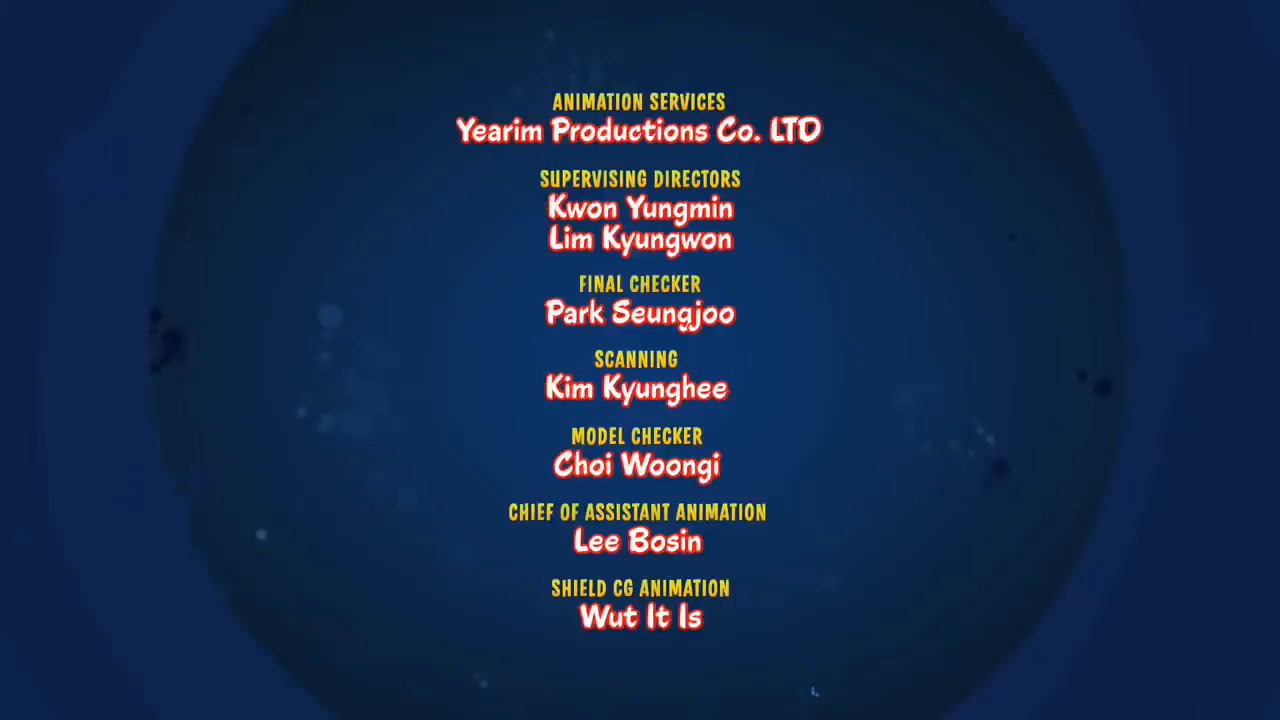 ANIMATION SERVICES
Yearim Productions Co. LTD
SUPERVISING DIRECTORS
Kwon Yungmin
Lim Kyungwon
FINAL CHECKER
Park Seungjoo
SCANNING
Kim Kyunghee
MODEL CHECKER
Choi Woongi
CHIEF OF ASSISTANT ANIMATION
Lee Bosin
SHIELD CG ANIMATION
Wut It Is